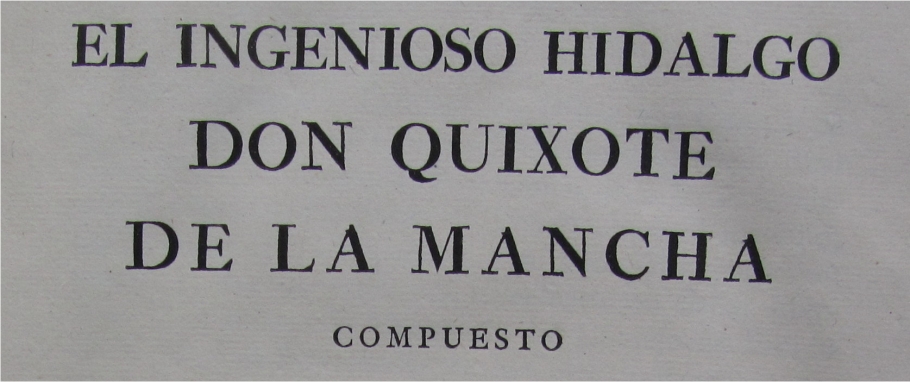 EL INGENIOSO HIDALGO
DON QUIXOTE
DE LA MANCHA
COMPUESTO